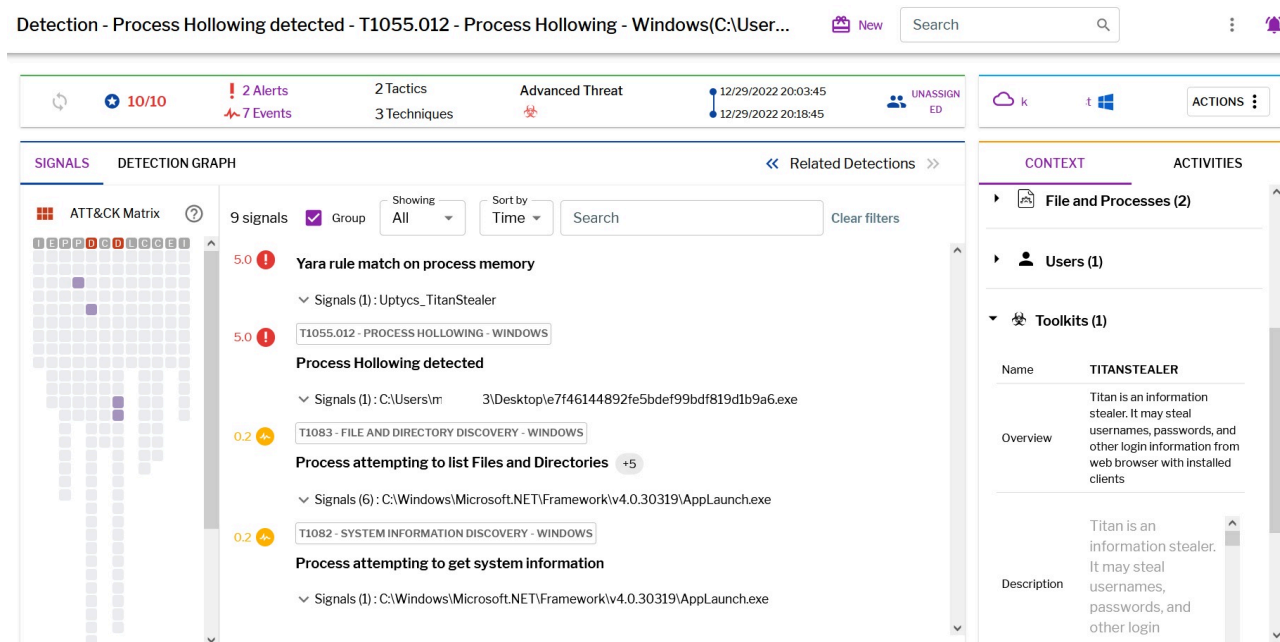 Detection - Process Hollowing detected - T1055.012 - Process Hollowing - Windows(C:\User...
New
Search
10/10
2 Alerts
7 Events
2 Tactics
3 Techniques
Advanced Threat
12/29/2022 20:03:45
12/29/2022 20:18:45
UNASSIGN
ED
k
t
ACTIONS
SIGNALS
DETECTION GRAPH
Related Detections
CONTEXT
ACTIVITIES
ATT&CK Matrix
I E P P D C D L C C E I
9 signals
Group
Showing
All
Sort by
Time
Search
Clear filters
5.0
Yara rule match on process memory
Signals (1) : Uptycs_TitanStealer
5.0
T1055.012 - PROCESS HOLLOWING - WINDOWS
Process Hollowing detected
Signals (1) : C:\Users\m 3\Desktop\e7f46144892fe5bdef99bdf819d1b9a6.exe
0.2
T1083 - FILE AND DIRECTORY DISCOVERY - WINDOWS
Process attempting to list Files and Directories +5
Signals (6) : C:\Windows\Microsoft.NET\Framework\v4.0.30319\AppLaunch.exe
0.2
T1082 - SYSTEM INFORMATION DISCOVERY - WINDOWS
Process attempting to get system information
Signals (1) : C:\Windows\Microsoft.NET\Framework\v4.0.30319\AppLaunch.exe
File and Processes (2)
Users (1)
Toolkits (1)
Name
TITANSTEALER
Overview
Titan is an information
stealer. It may steal
usernames, passwords, and
other login information from
web browser with installed
clients
Description
Titan is an
information stealer.
It may steal
usernames,
passwords, and
other login